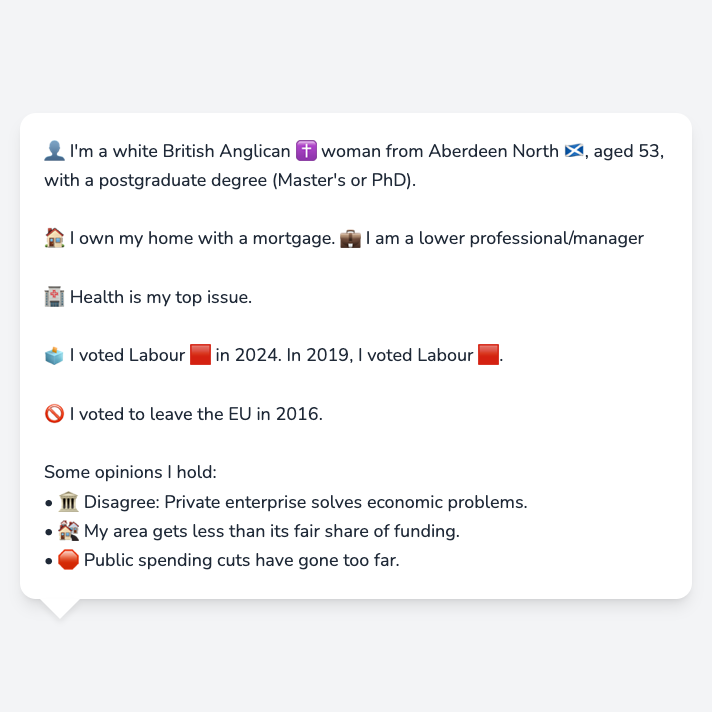 👤 I'm a white British Anglican ✝️ woman from Aberdeen North 🏴󠁧󠁢󠁳󠁣󠁴󠁿, aged 53,
with a postgraduate degree (Master's or PhD).
🏠 I own my home with a mortgage. 💼 I am a lower professional/manager
🏥 Health is my top issue.
🗳️ I voted Labour 🟥 in 2024. In 2019, I voted Labour 🟥.
🚫 I voted to leave the EU in 2016.
Some opinions I hold:
• 🏛️ Disagree: Private enterprise solves economic problems.
• 🏘️ My area gets less than its fair share of funding.
• 🛑 Public spending cuts have gone too far.